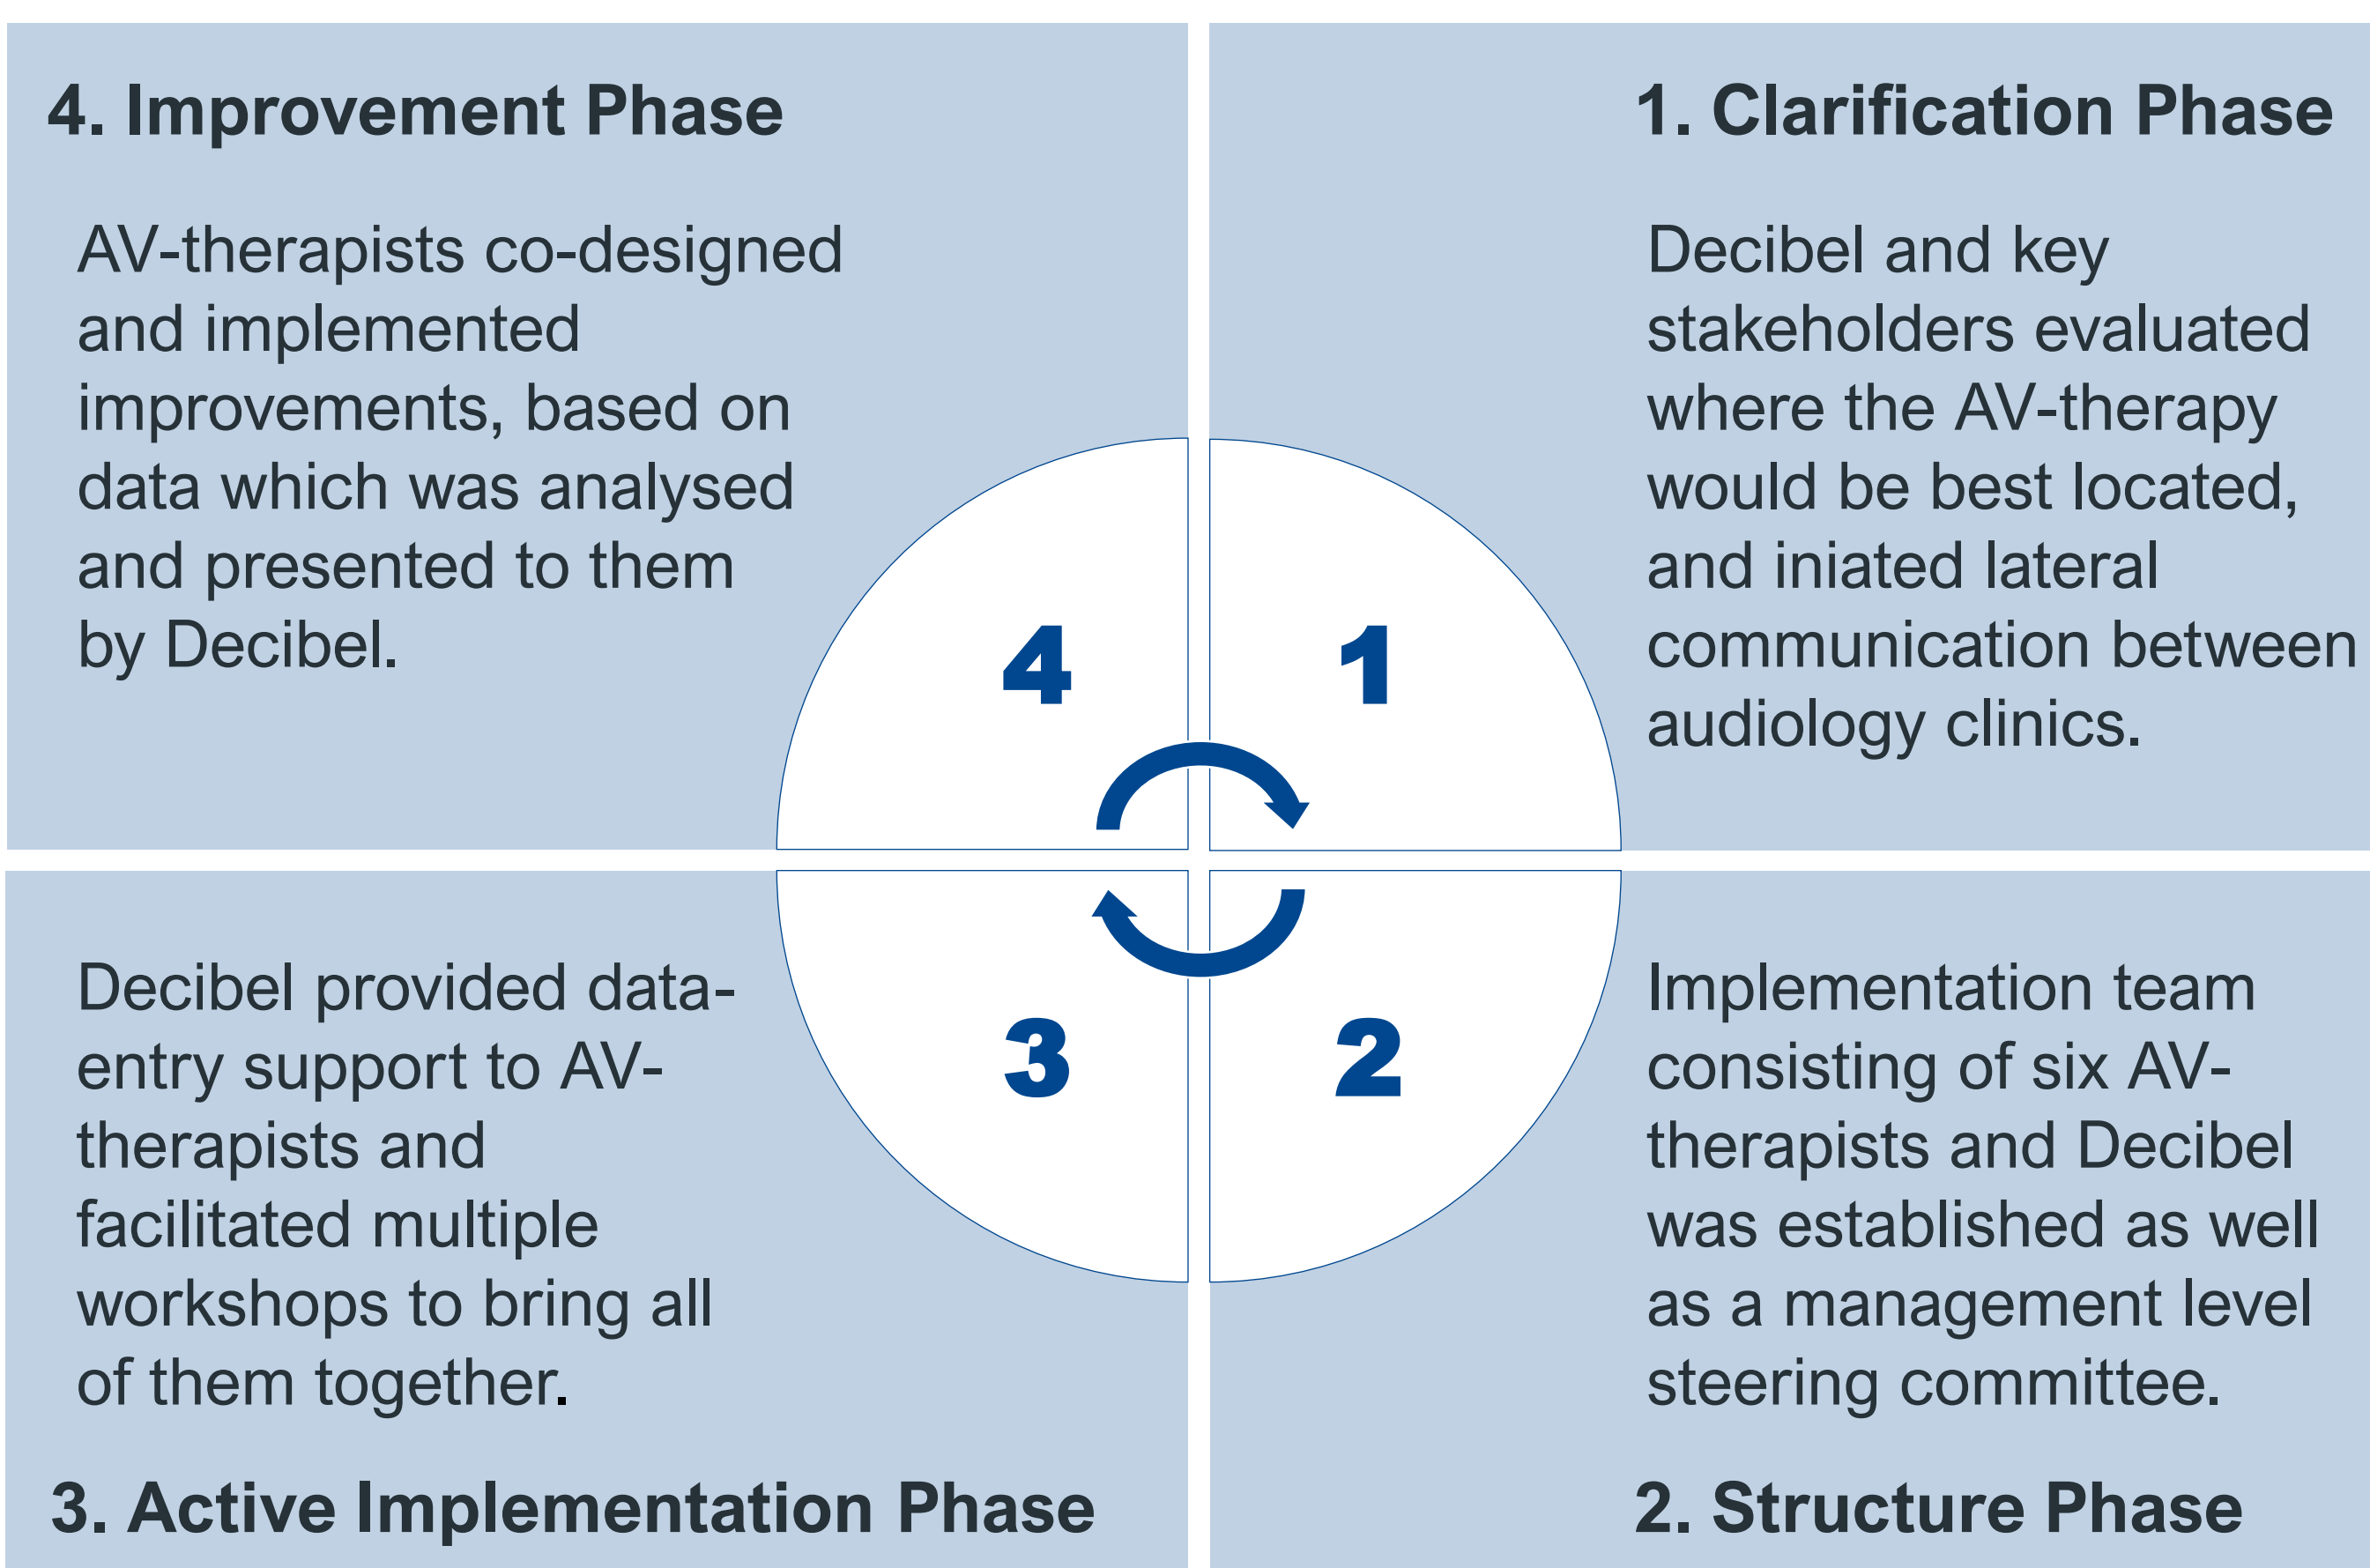 4. Improvement Phase
AV-therapists co-designed
and implemented
improvements, based on
data which was analysed
and presented to them
by Decibel.
1. Clarification Phase
Decibel and key
stakeholders evaluated
where the AV-therapy
would be best located,
and iniated lateral
communication between
audiology clinics.
4
1
3
2
Decibel provided data-
entry support to AV-
therapists and
facilitated multiple
workshops to bring all
of them together.
3. Active Implementation Phase
Implementation team
consisting of six AV-
therapists and Decibel
was established as well
as a management level
steering committee.
2. Structure Phase